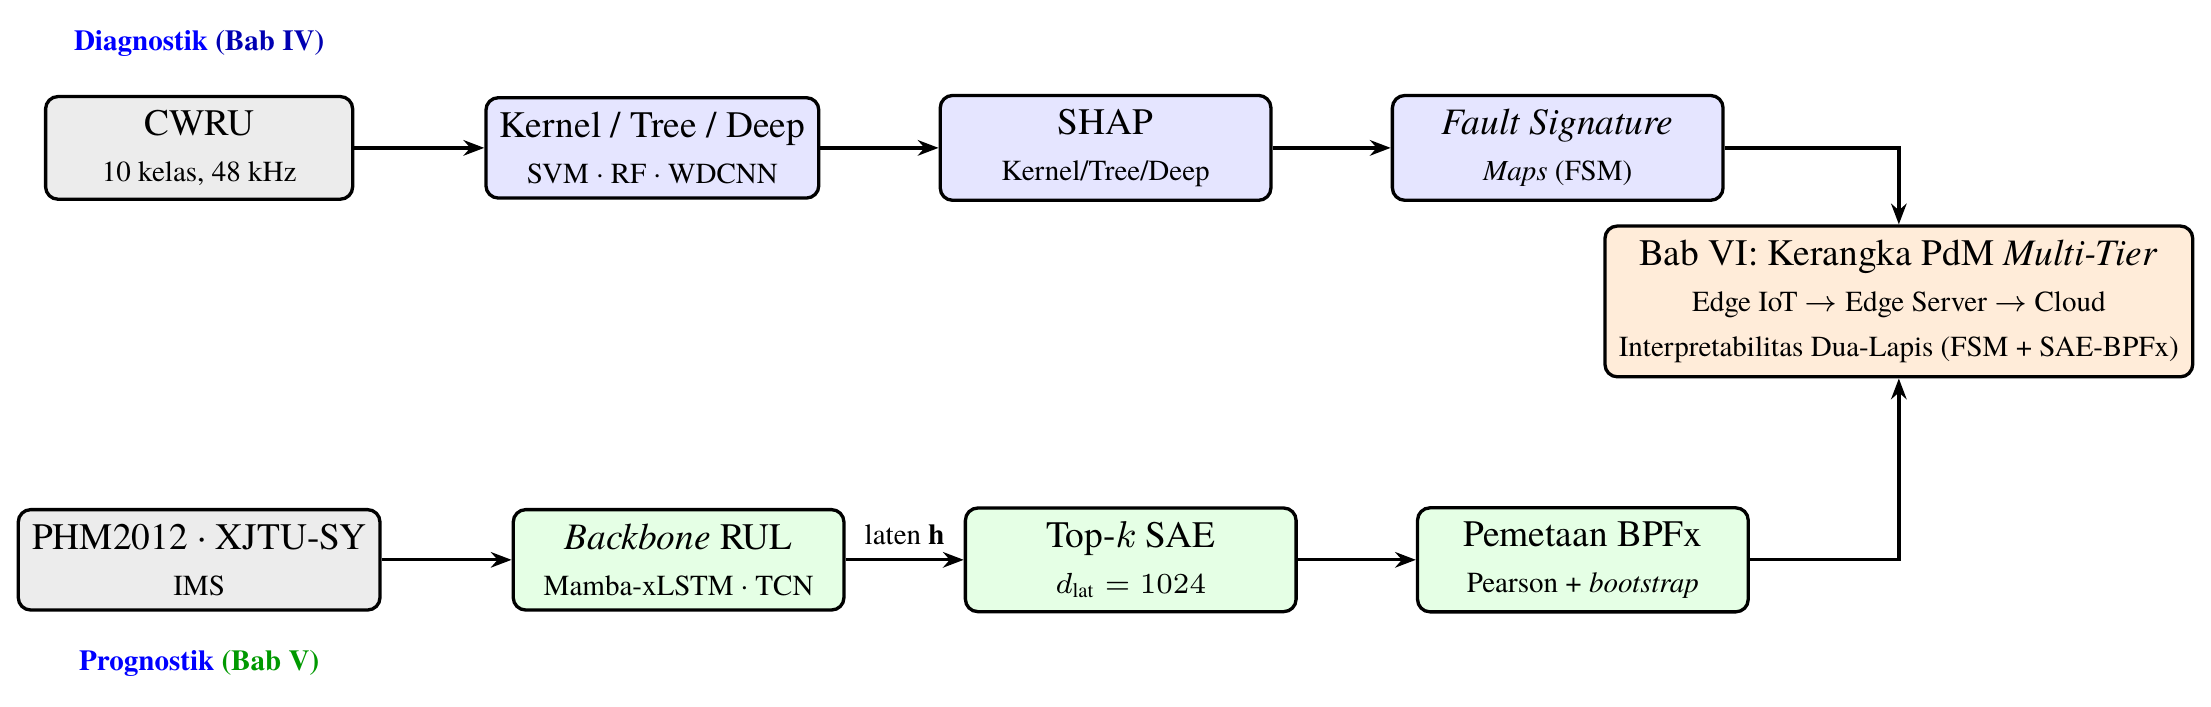 Diagnostik (Bab IV)
CWRU
10 kelas, 48 kHz
Kernel / Tree / Deep
SVM · RF · WDCNN
SHAP
Kernel/Tree/Deep
Fault Signature
Maps (FSM)
Bab VI: Kerangka PdM Multi-Tier
Edge IoT → Edge Server → Cloud
Interpretabilitas Dua-Lapis (FSM + SAE-BPFx)
PHM2012 · XJTU-SY
IMS
Backbone RUL
Mamba-xLSTM · TCN
laten h
Top-k SAE
d_lat = 1024
Pemetaan BPFx
Pearson + bootstrap
Prognostik (Bab V)